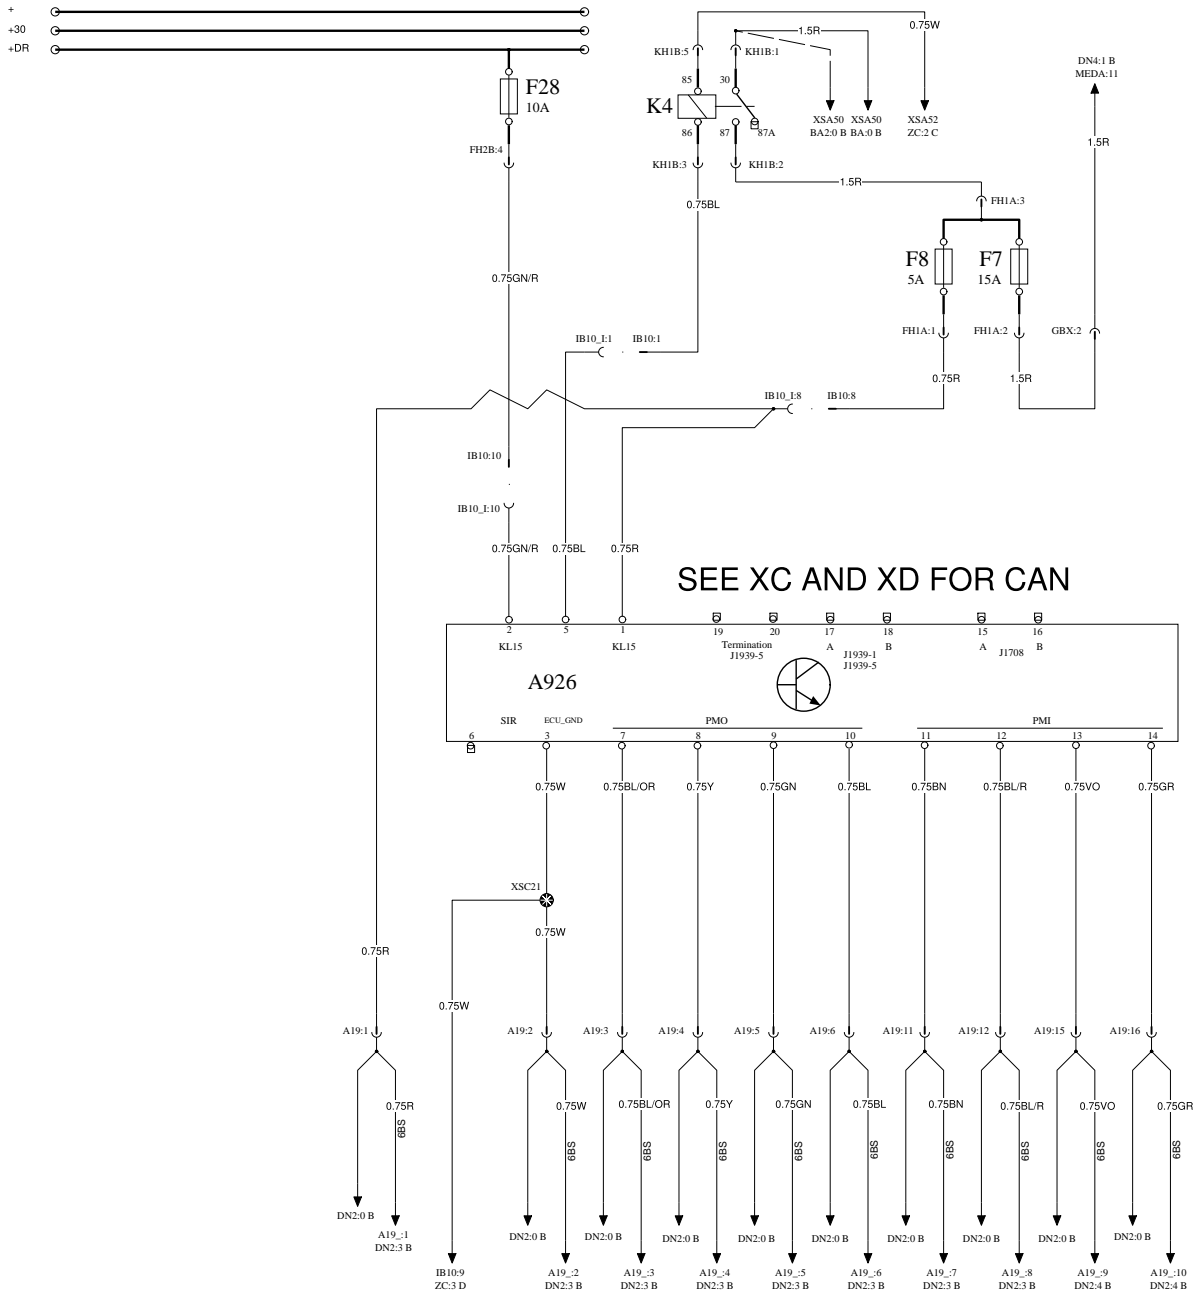 +
+30
+DR
0.75W
1.5R
KH1B:5
KH1B:1
DN4:1 B
MEDA:11
F28
10A
85
30
K4
XSA50
BA2:0 B
XSA50
BA:0 B
XSA52
ZC:2 C
86
87
87A
FH2B:4
1.5R
KH1B:3
KH1B:2
1.5R
0.75BL
FH1A:3
F8
5A
F7
15A
0.75GN/R
FH1A:1
FH1A:2
GBX:2
IB10_I:1
IB10:1
0.75R
1.5R
IB10_I:8
IB10:8
IB10:10
IB10_I:10
0.75GN/R
0.75BL
0.75R
SEE XC AND XD FOR CAN
2
5
1
19
20
17
18
15
16
KL15
KL15
Termination
J1939-5
A
J1939-1
J1939-5
B
A
J1708
B
A926
SIR
ECU_GND
PMO
PMI
6
3
7
8
9
10
11
12
13
14
0.75W
0.75BL/OR
0.75Y
0.75GN
0.75BL
0.75BN
0.75BL/R
0.75VO
0.75GR
XSC21
0.75W
0.75R
0.75W
A19:1
A19:2
A19:3
A19:4
A19:5
A19:6
A19:11
A19:12
A19:15
A19:16
0.75R
0.75W
0.75BL/OR
0.75Y
0.75GN
0.75BL
0.75BN
0.75BL/R
0.75VO
0.75GR
6BS
6BS
6BS
6BS
6BS
6BS
6BS
6BS
6BS
6BS
DN2:0 B
A19_:1
DN2:3 B
DN2:0 B
DN2:0 B
DN2:0 B
DN2:0 B
DN2:0 B
DN2:0 B
DN2:0 B
DN2:0 B
DN2:0 B
IB10:9
ZC:3 D
A19_:2
DN2:3 B
A19_:3
DN2:3 B
A19_:4
DN2:3 B
A19_:5
DN2:3 B
A19_:6
DN2:3 B
A19_:7
DN2:3 B
A19_:8
DN2:3 B
A19_:9
DN2:4 B
A19_:10
DN2:4 B